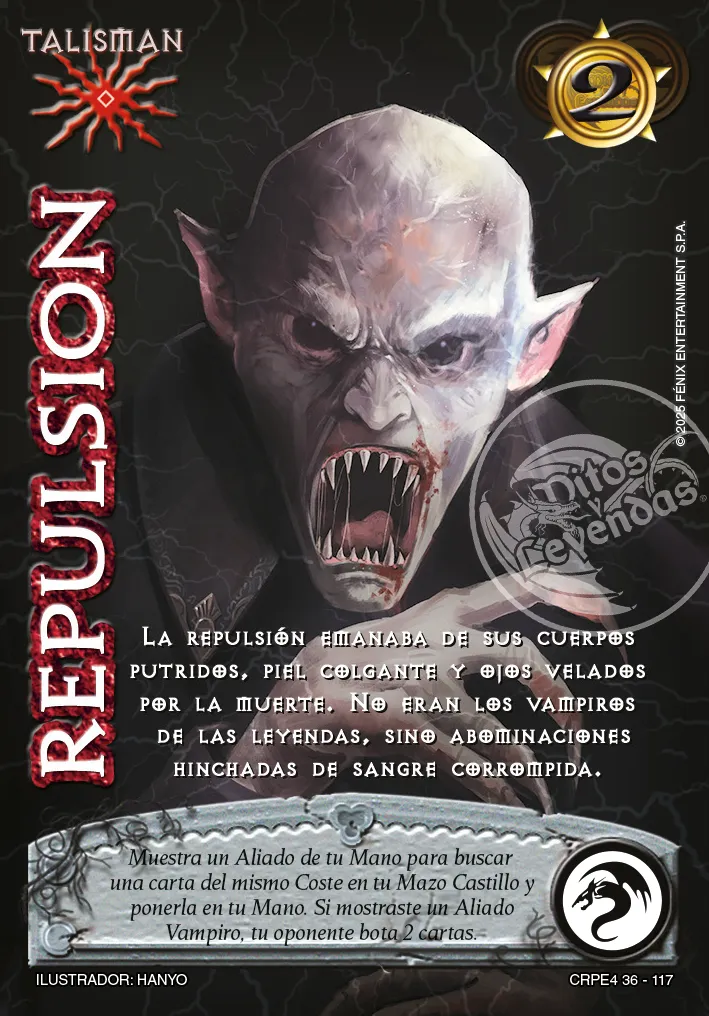 TALISMAN
2
REPULSION
© 2025 FÉNIX ENTERTAINMENT S.P.A.
Mitos
y
Leyendas
®
La repulsión emanaba de sus cuerpos
putridos, piel colgante y ojos velados
por la muerte. No eran los vampiros
de las leyendas, sino abominaciones
hinchadas de sangre corrompida.
Muestra un Aliado de tu Mano para buscar
una carta del mismo Coste en tu Mazo Castillo y
ponerla en tu Mano. Si mostraste un Aliado
Vampiro, tu oponente bota 2 cartas.
ILUSTRADOR: HANYO
CRPE4 36 - 117